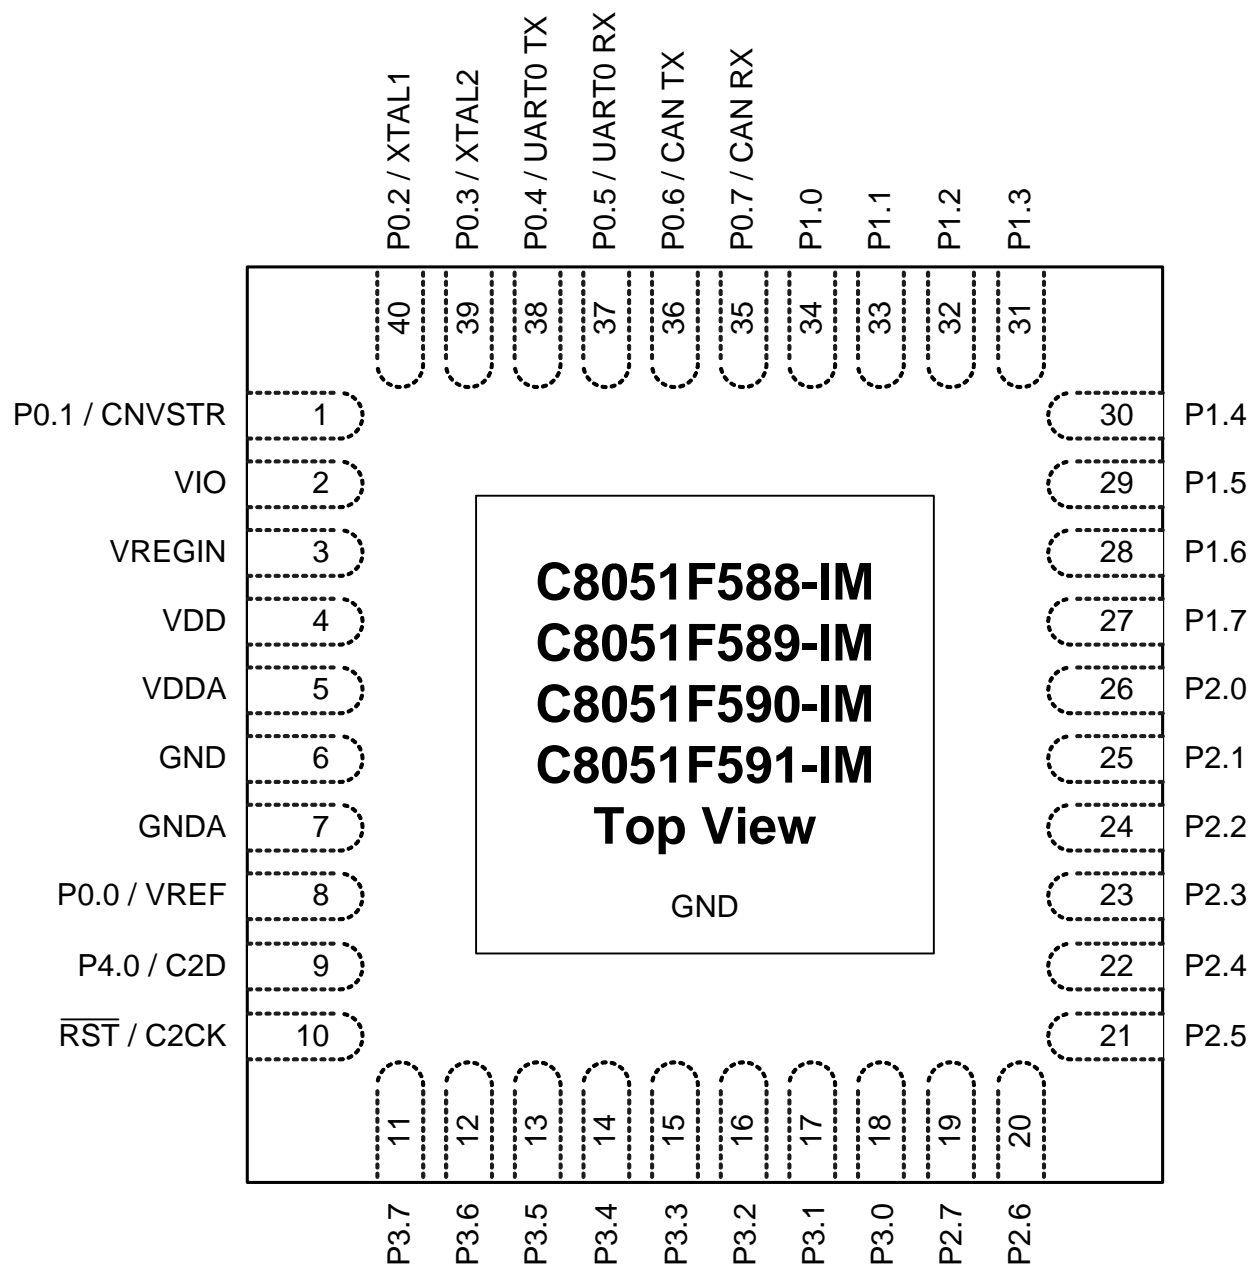 P0.2 / XTAL1
P0.3 / XTAL2
P0.4 / UART0 TX
P0.5 / UART0 RX
P0.6 / CAN TX
P0.7 / CAN RX
P1.0
P1.1
P1.2
P1.3
40
39
38
37
36
35
34
33
32
31
P0.1 / CNVSTR 1
VIO 2
VREGIN 3
VDD 4
VDDA 5
GND 6
GNDA 7
P0.0 / VREF 8
P4.0 / C2D 9
R̅S̅T̅ / C2CK 10
C8051F588-IM
C8051F589-IM
C8051F590-IM
C8051F591-IM
Top View
GND
30 P1.4
29 P1.5
28 P1.6
27 P1.7
26 P2.0
25 P2.1
24 P2.2
23 P2.3
22 P2.4
21 P2.5
11
12
13
14
15
16
17
18
19
20
P3.7
P3.6
P3.5
P3.4
P3.3
P3.2
P3.1
P3.0
P2.7
P2.6